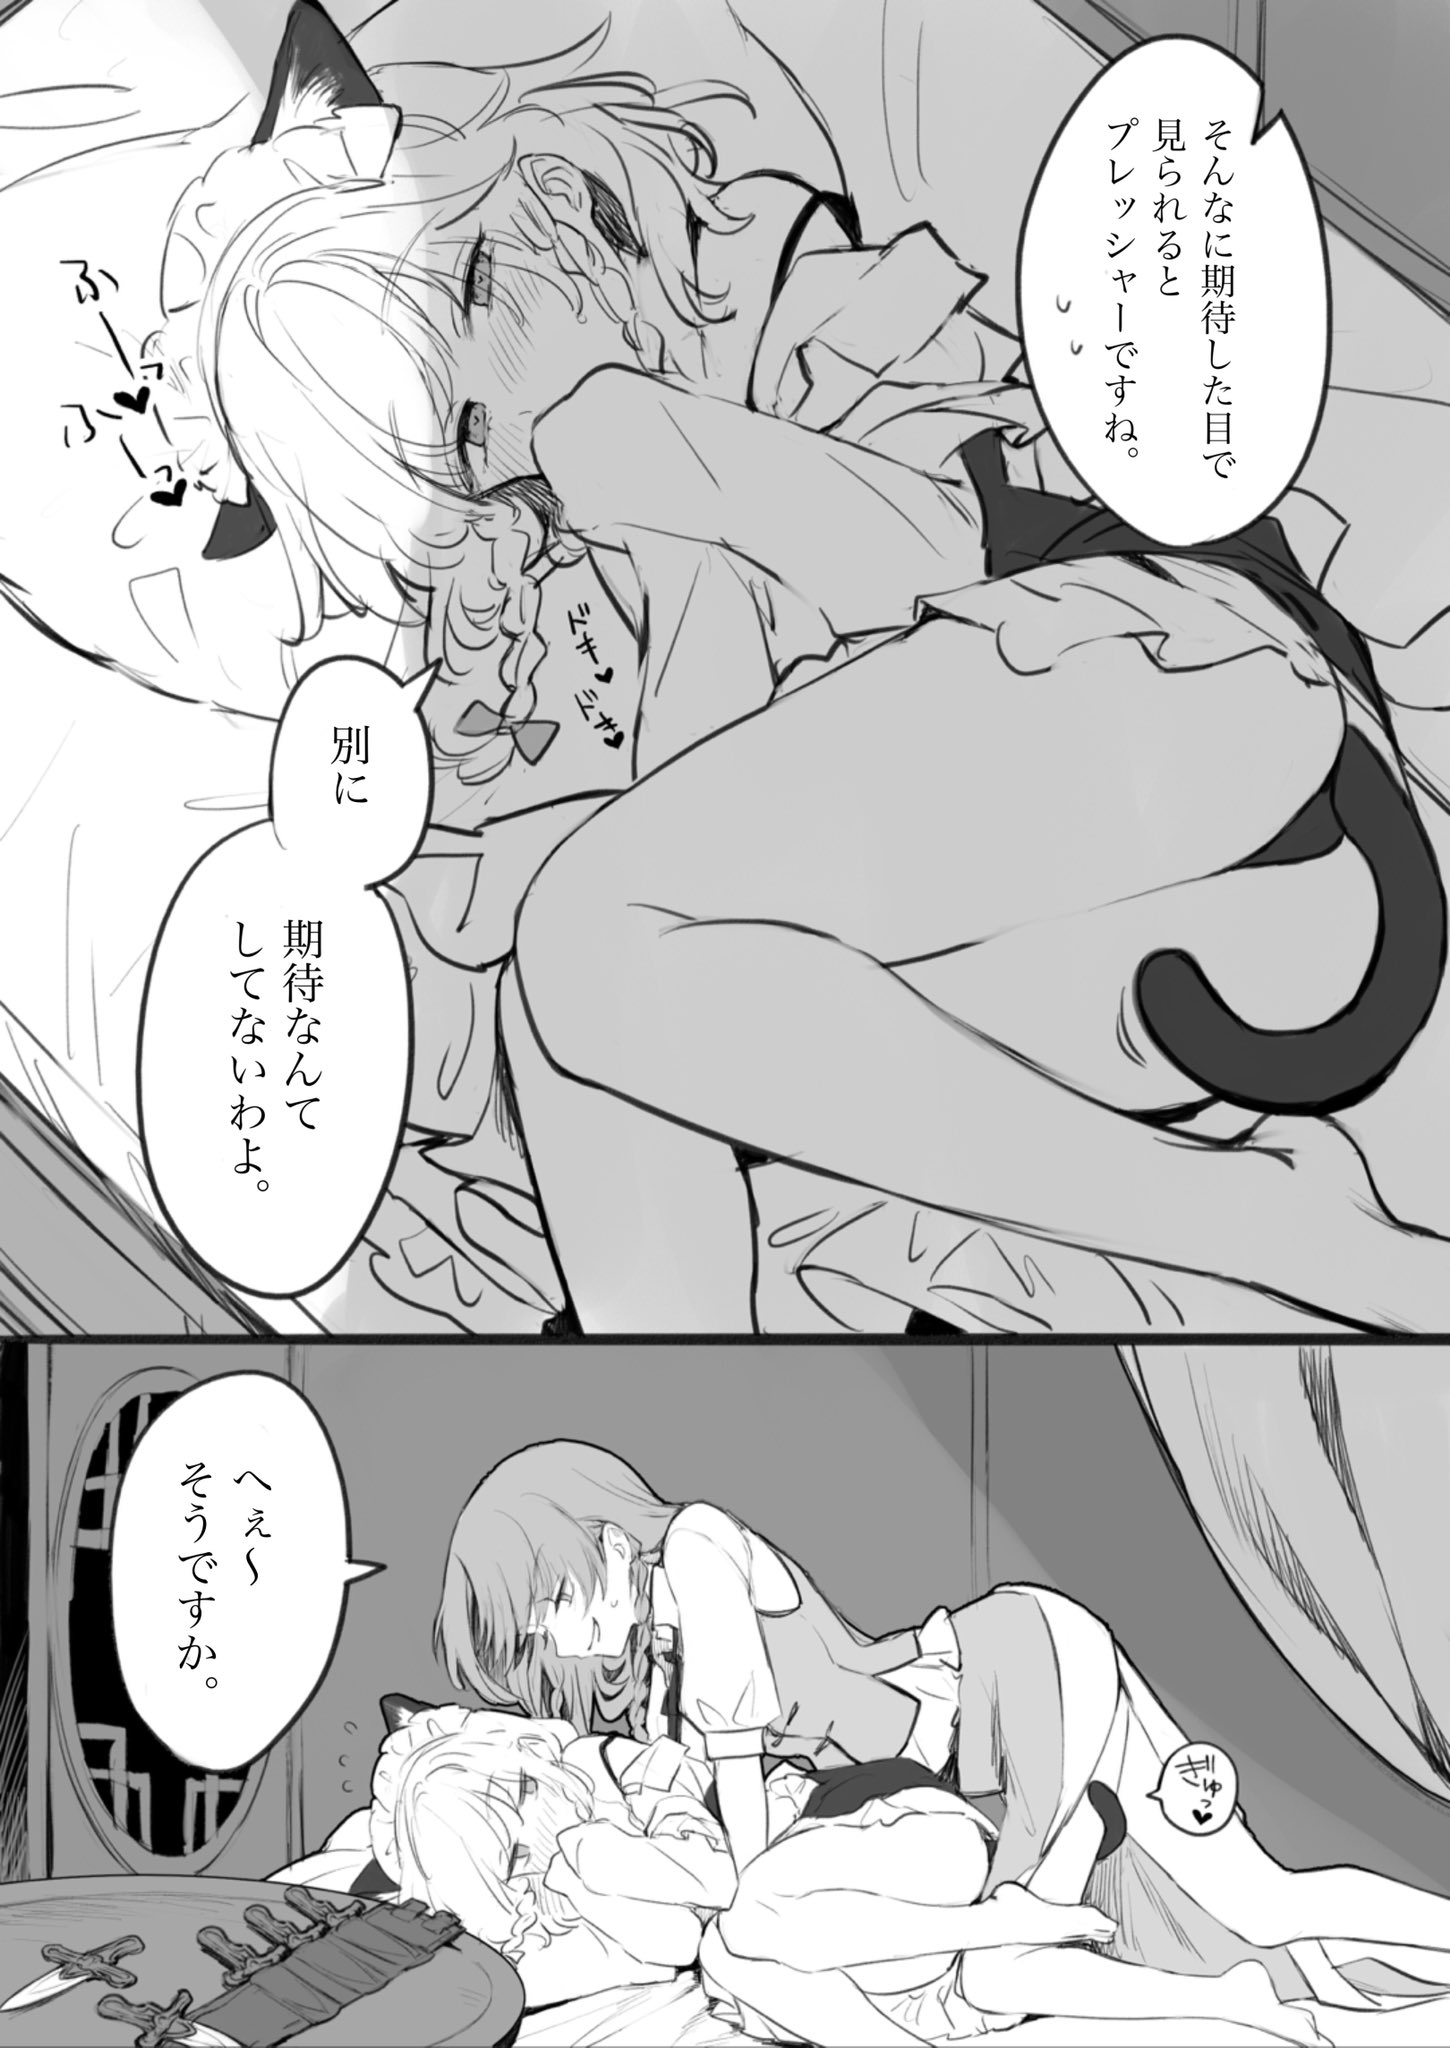 そんなに期待した目で
見られると
プレッシャーですね。
ふーっ♥
ふーっ♥
ドキ♥
ドキ♥
別に
期待なんて
してないわよ。
へぇ～
そうですか。
ぎゅっ♥